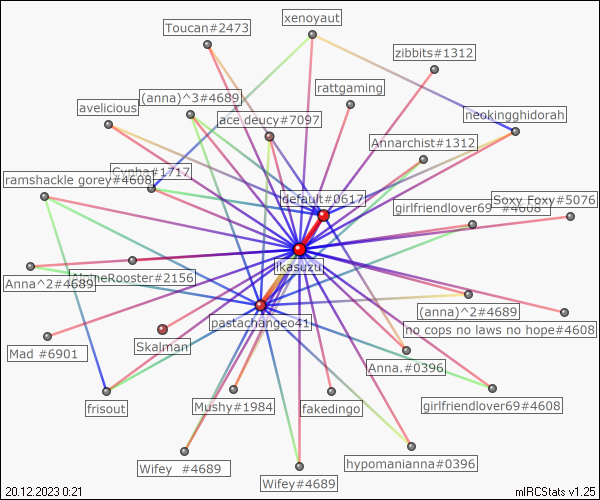 xenoyaut
Toucan#2473
zibbits#1312
rattgaming
(anna)^3#4689
avelicious
ace deucy#7097
neokingghidorah
Annarchist#1312
Cypha#1717
ramshackle gorey#4608
default#0617
Soxy Foxy#5076
girlfriendlover69 #4608
ikasuzu
AlpineRooster#2156
Anna^2#4689
(anna)^2#4689
pastachangeo41
no cops no laws no hope#4608
Skalman
Mad #6901
Anna.#0396
Mushy#1984
fakedingo
girlfriendlover69#4608
frisout
hypomanianna#0396
Wifey #4689
Wifey#4689
20.12.2023 0:21
mIRCStats v1.25